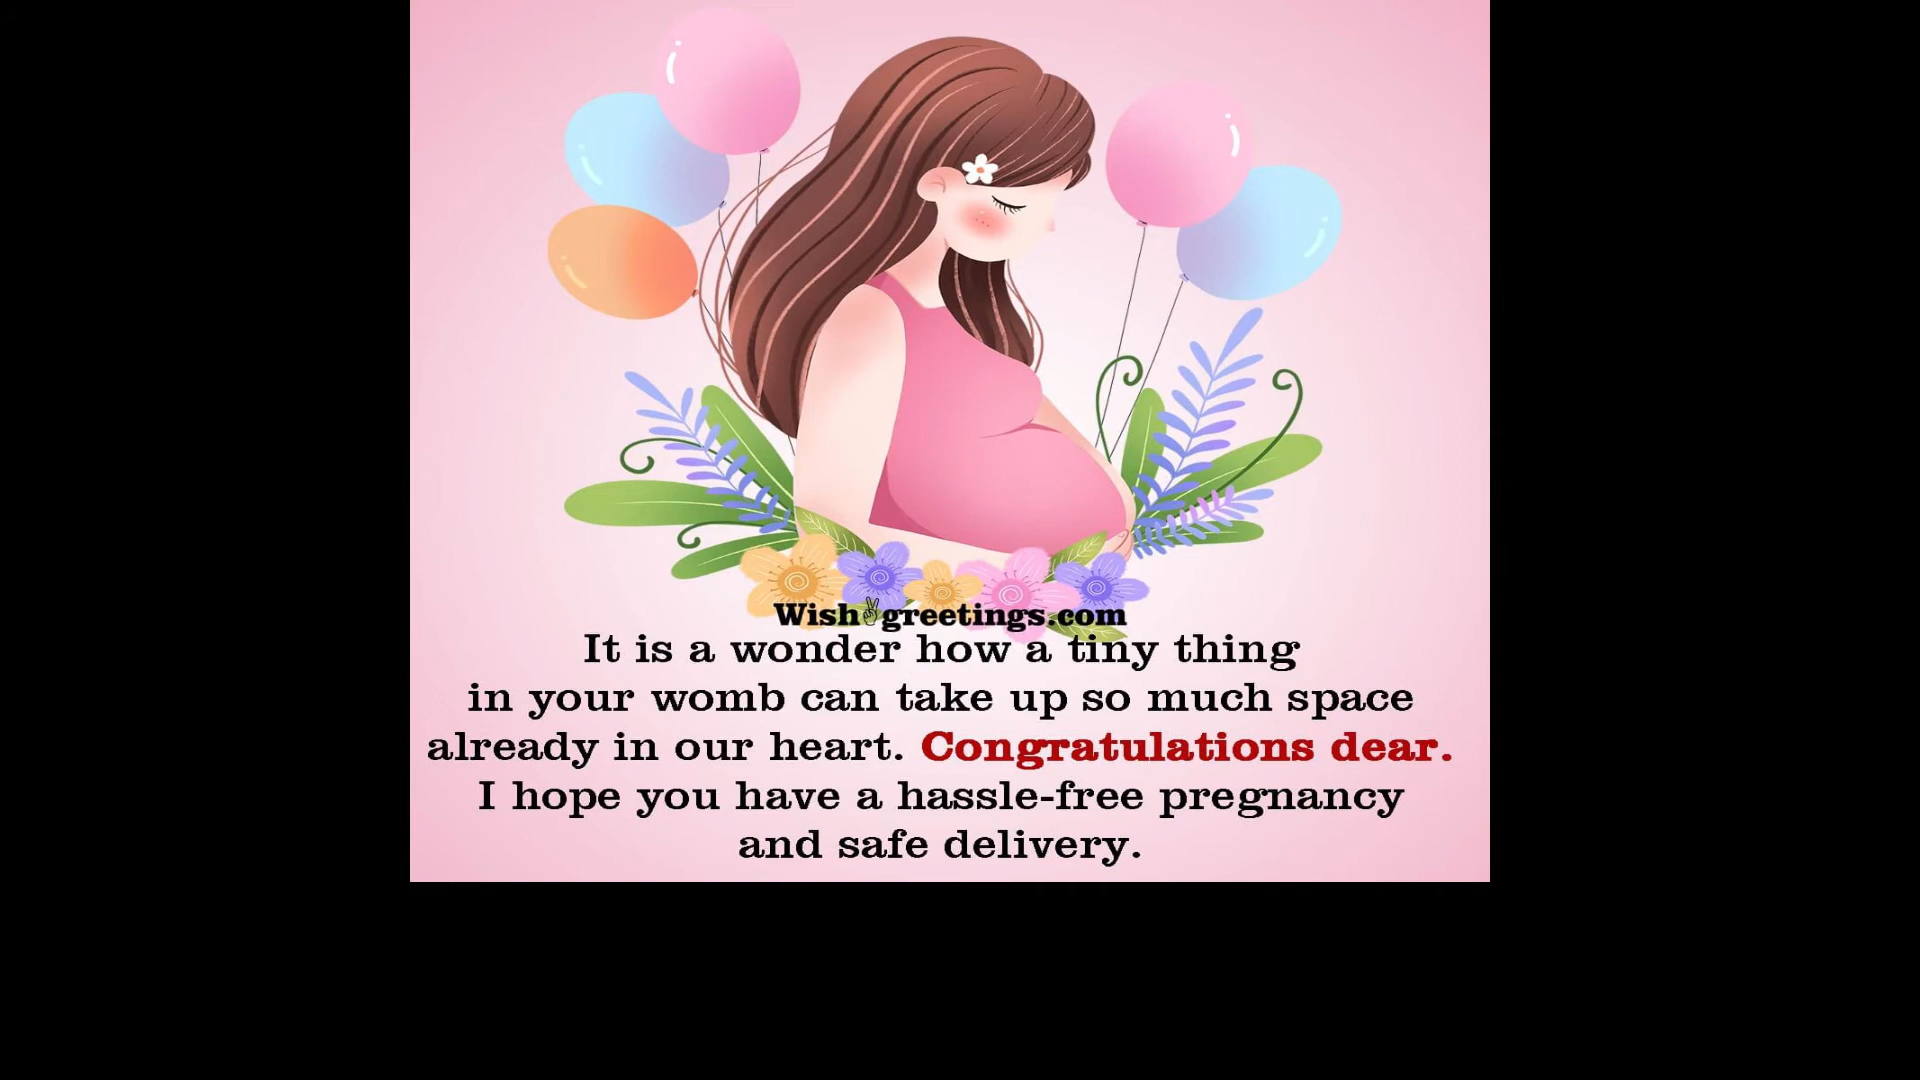 Wish greetings.com
It is a wonder how a tiny thing
in your womb can take up so much space
already in our heart. Congratulations dear.
I hope you have a hassle-free pregnancy
and safe delivery.